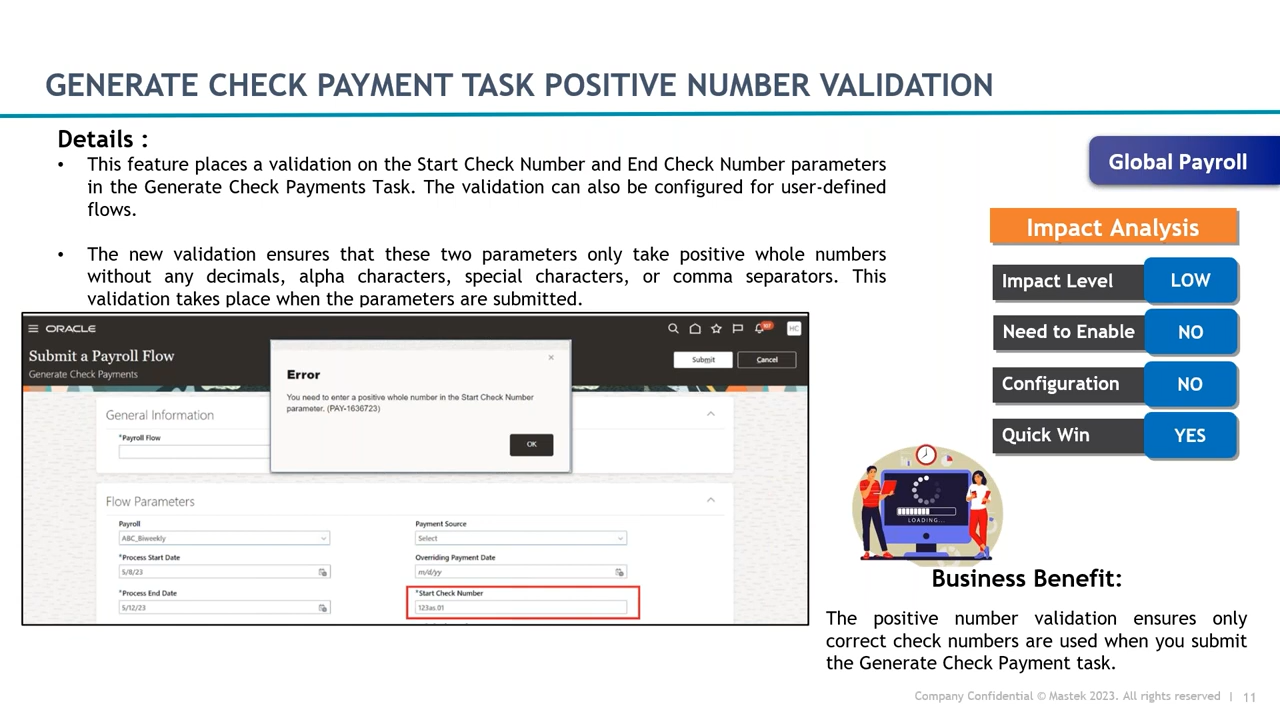 GENERATE CHECK PAYMENT TASK POSITIVE NUMBER VALIDATION
Details :
• This feature places a validation on the Start Check Number and End Check Number parameters
in the Generate Check Payments Task. The validation can also be configured for user-defined
flows.
• The new validation ensures that these two parameters only take positive whole numbers
without any decimals, alpha characters, special characters, or comma separators. This
validation takes place when the parameters are submitted.
ORACLE
HC
Submit a Payroll Flow
Generate Check Payments
Submit
Cancel
Error
You need to enter a positive whole number in the Start Check Number
parameter. (PAY-1636723)
OK
General Information
*Payroll Flow
Flow Parameters
Payroll
ABC_Biweekly
Payment Source
Select
*Process Start Date
5/8/23
Overriding Payment Date
m/d/yy
*Process End Date
5/12/23
*Start Check Number
123as.01
Global Payroll
Impact Analysis
Impact Level LOW
Need to Enable NO
Configuration NO
Quick Win YES
LOADING...
Business Benefit:
The positive number validation ensures only
correct check numbers are used when you submit
the Generate Check Payment task.
Company Confidential © Mastek 2023. All rights reserved | 11